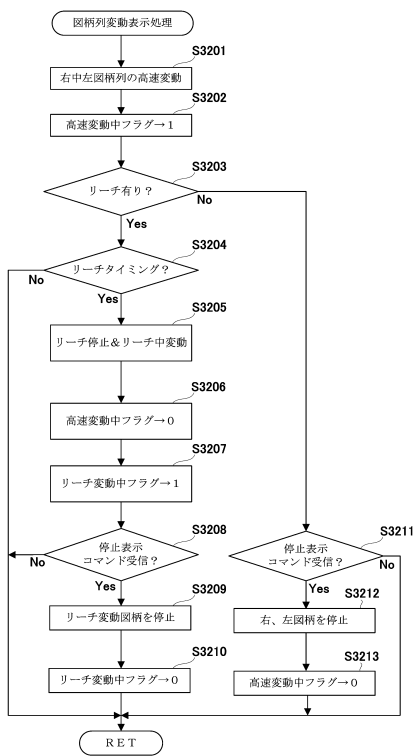 図柄列変動表示処理
S3201
右中左図柄列の高速変動
S3202
高速変動中フラグ→1
S3203
リーチ有り?
No
Yes
S3204
リーチタイミング?
No
Yes
S3205
リーチ停止&リーチ中変動
S3206
高速変動中フラグ→0
S3207
リーチ変動中フラグ→1
S3208
停止表示
コマンド受信?
No
Yes
S3209
リーチ変動図柄を停止
S3210
リーチ変動中フラグ→0
S3211
停止表示
コマンド受信?
No
Yes
S3212
右、左図柄を停止
S3213
高速変動中フラグ→0
RET